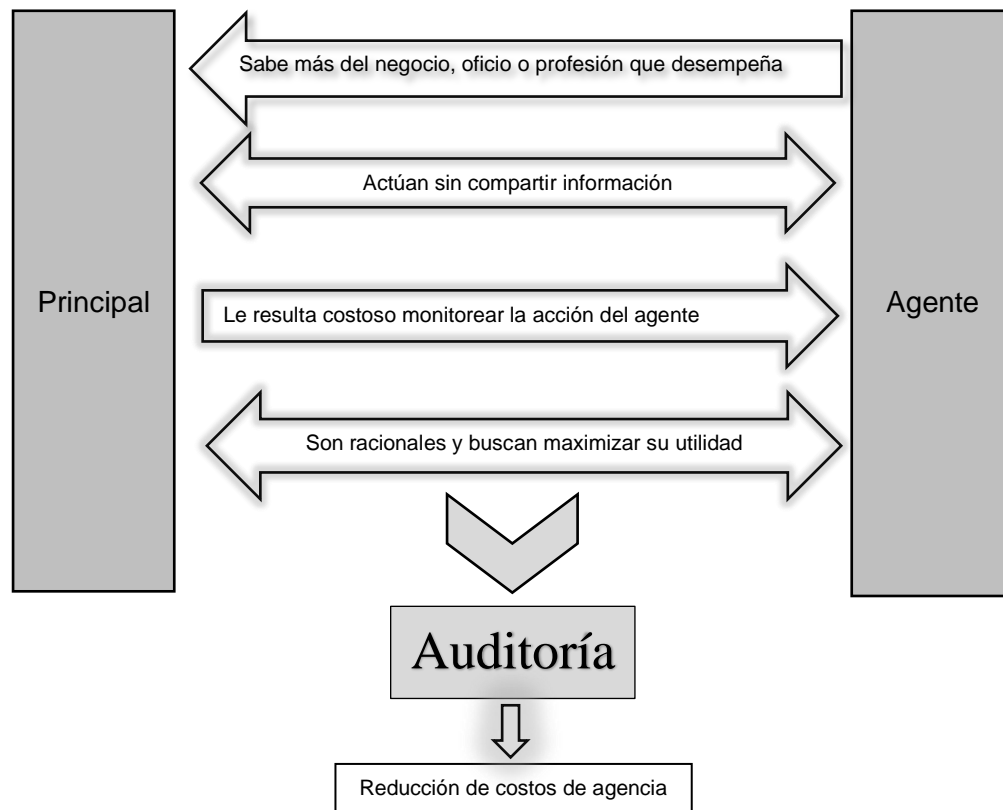 Sabe más del negocio, oficio o profesión que desempeña
Actúan sin compartir información
Principal
Le resulta costoso monitorear la acción del agente
Agente
Son racionales y buscan maximizar su utilidad
Auditoría
Reducción de costos de agencia